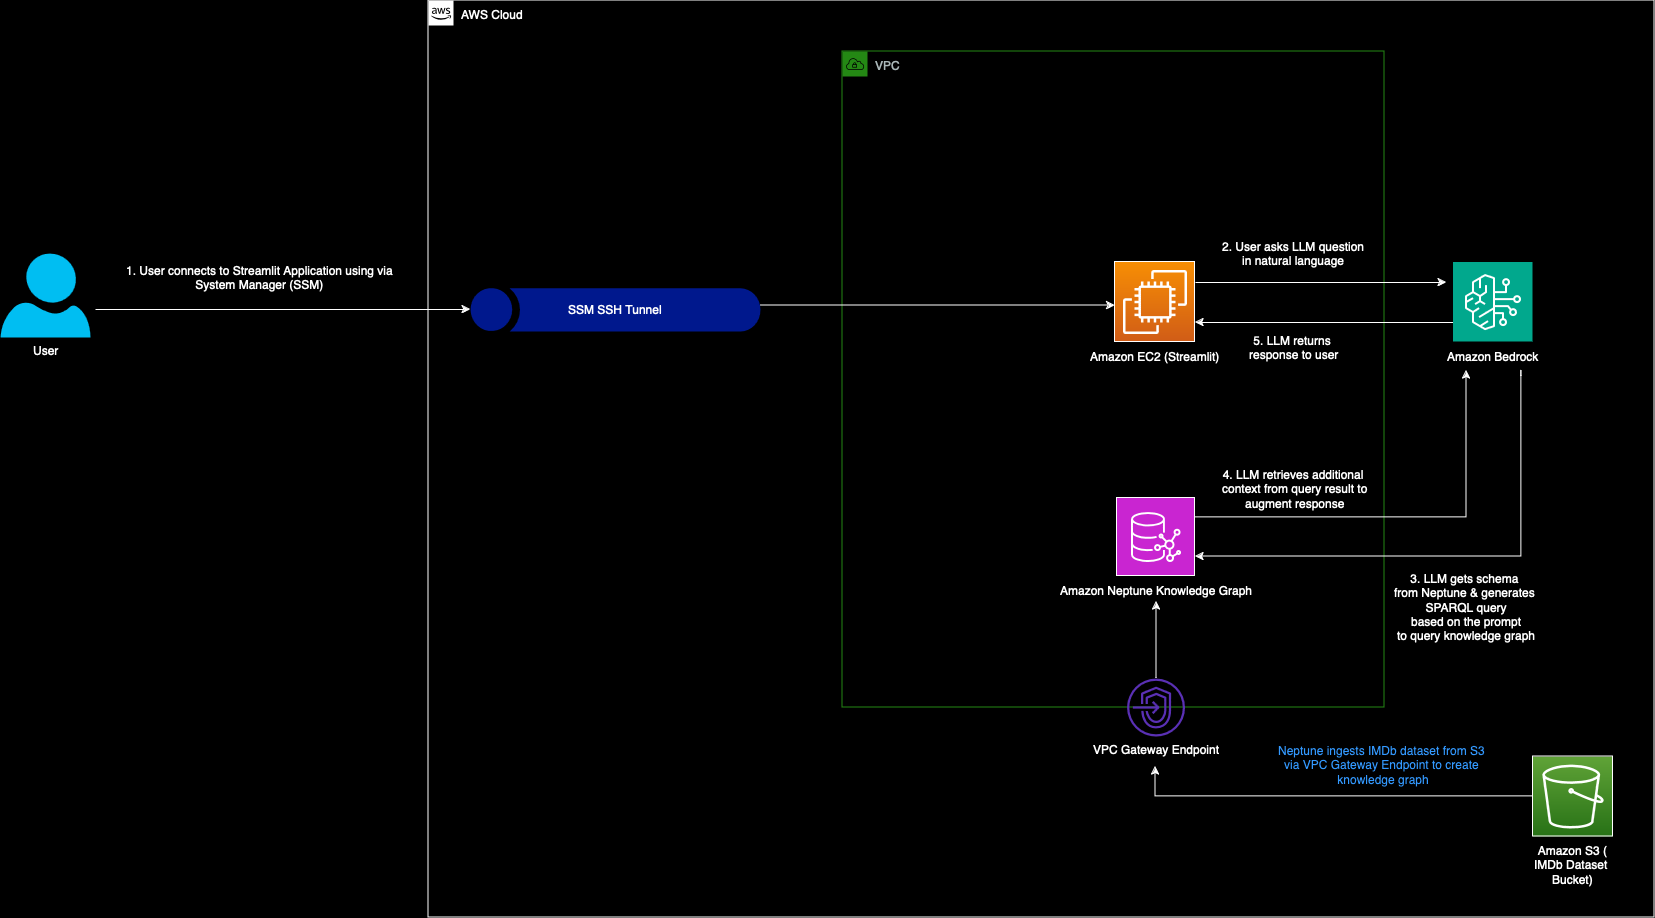 aws
AWS Cloud
VPC
1. User connects to Streamlit Application using via
System Manager (SSM)
User
SSM SSH Tunnel
Amazon EC2 (Streamlit)
2. User asks LLM question
in natural language
5. LLM returns
response to user
Amazon Bedrock
4. LLM retrieves additional
context from query result to
augment response
Amazon Neptune Knowledge Graph
3. LLM gets schema
from Neptune & generates
SPARQL query
based on the prompt
to query knowledge graph
VPC Gateway Endpoint
Neptune ingests IMDb dataset from S3
via VPC Gateway Endpoint to create
knowledge graph
Amazon S3 (
IMDb Dataset
Bucket)